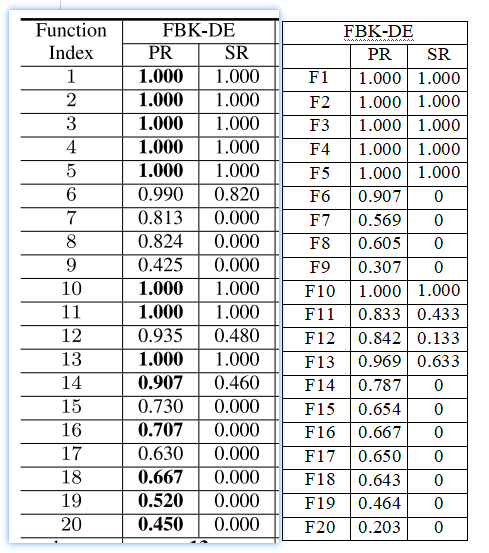 Function FBK-DE
Index PR SR
1 1.000 1.000
2 1.000 1.000
3 1.000 1.000
4 1.000 1.000
5 1.000 1.000
6 0.990 0.820
7 0.813 0.000
8 0.824 0.000
9 0.425 0.000
10 1.000 1.000
11 1.000 1.000
12 0.935 0.480
13 1.000 1.000
14 0.907 0.460
15 0.730 0.000
16 0.707 0.000
17 0.630 0.000
18 0.667 0.000
19 0.520 0.000
20 0.450 0.000
FBK-DE
PR SR
F1 1.000 1.000
F2 1.000 1.000
F3 1.000 1.000
F4 1.000 1.000
F5 1.000 1.000
F6 0.907 0
F7 0.569 0
F8 0.605 0
F9 0.307 0
F10 1.000 1.000
F11 0.833 0.433
F12 0.842 0.133
F13 0.969 0.633
F14 0.787 0
F15 0.654 0
F16 0.667 0
F17 0.650 0
F18 0.643 0
F19 0.464 0
F20 0.203 0